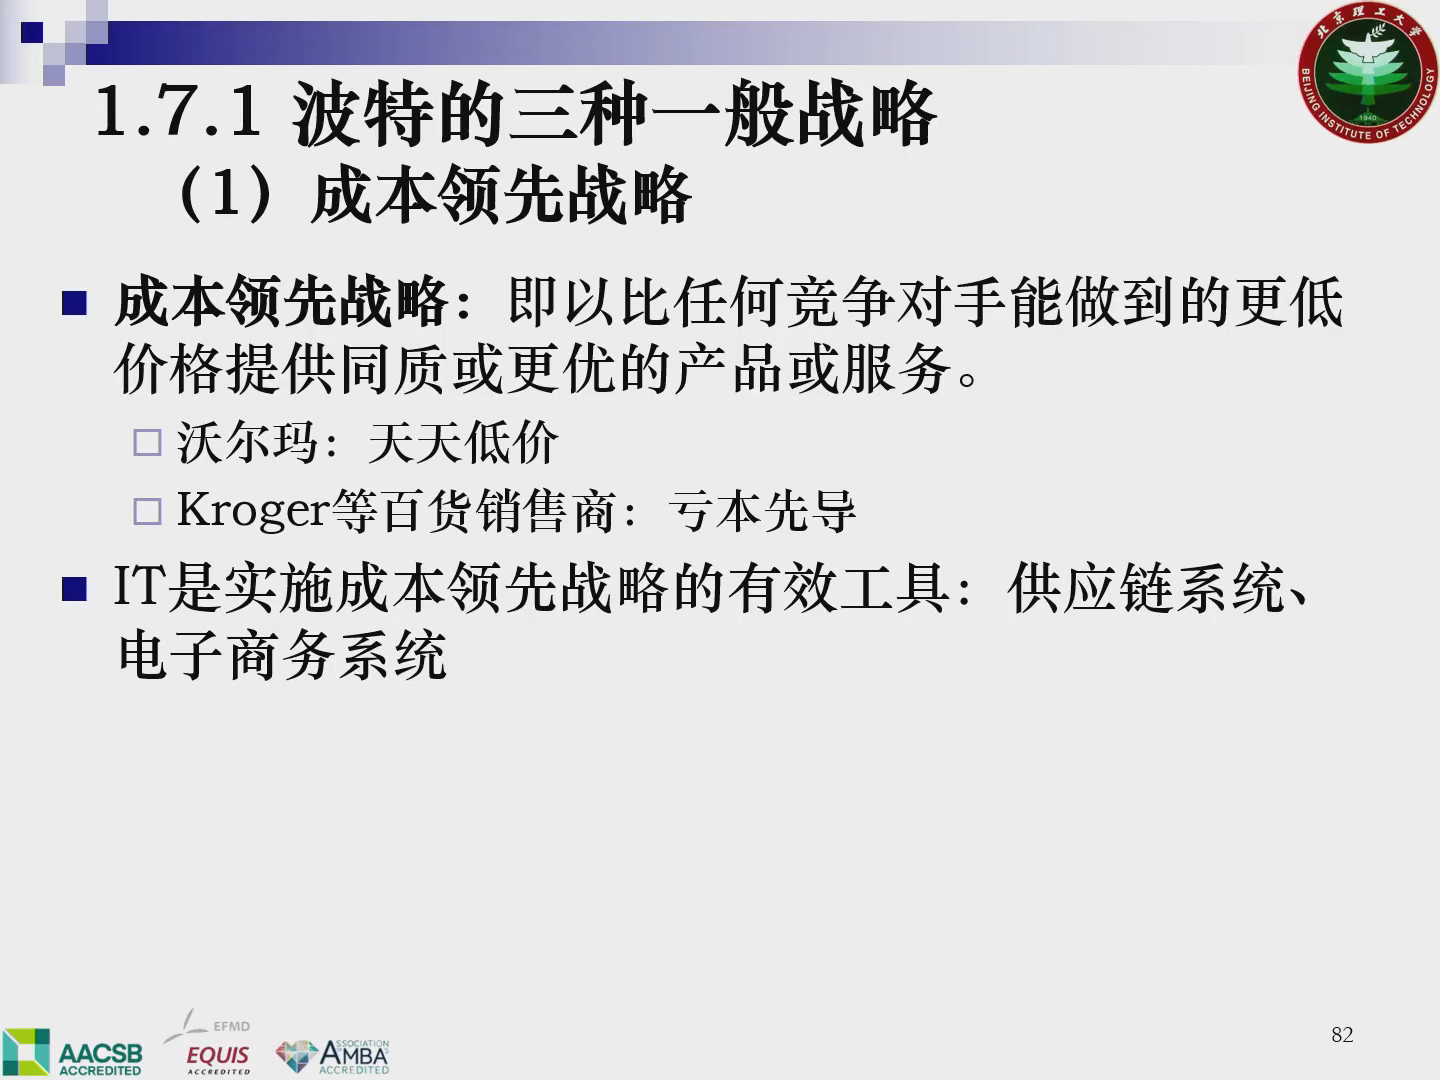 1.7.1 波特的三种一般战略
（1）成本领先战略
成本领先战略：即以比任何竞争对手能做到的更低
价格提供同质或更优的产品或服务。
沃尔玛：天天低价
Kroger等百货销售商：亏本先导
IT是实施成本领先战略的有效工具：供应链系统、
电子商务系统
北京理工大学
BEIJING INSTITUTE OF TECHNOLOGY
1940
AACSB
ACCREDITED
EFMD
EQUIS
ACCREDITED
ASSOCIATION
AMBA
ACCREDITED
82